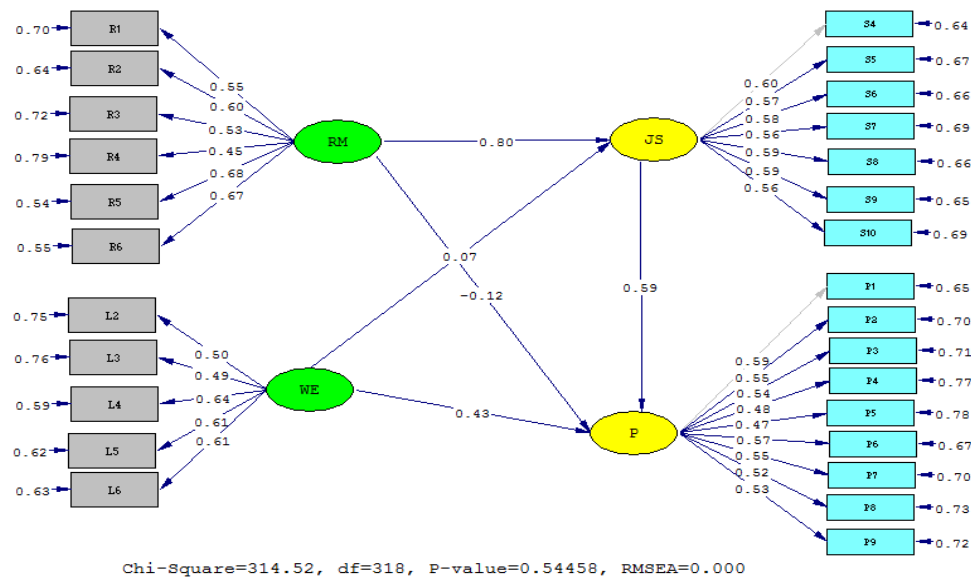 0.70 R1
0.64 R2
0.72 R3
0.79 R4
0.54 R5
0.55 R6
0.55
0.60
0.53
0.45
0.68
0.67
RM
0.80
JS
0.60
0.57
0.58
0.56
0.59
0.59
0.56
S4 0.64
S5 0.67
S6 0.66
S7 0.69
S8 0.66
S9 0.65
S10 0.69
0.07
-0.12
0.59
0.75 L2
0.76 L3
0.59 L4
0.62 L5
0.63 L6
0.50
0.49
0.64
0.61
0.61
WE
0.43
P
0.59
0.55
0.54
0.48
0.47
0.57
0.55
0.52
0.53
P1 0.65
P2 0.70
P3 0.71
P4 0.77
P5 0.78
P6 0.67
P7 0.70
P8 0.73
P9 0.72
Chi-Square=314.52, df=318, P-value=0.54458, RMSEA=0.000